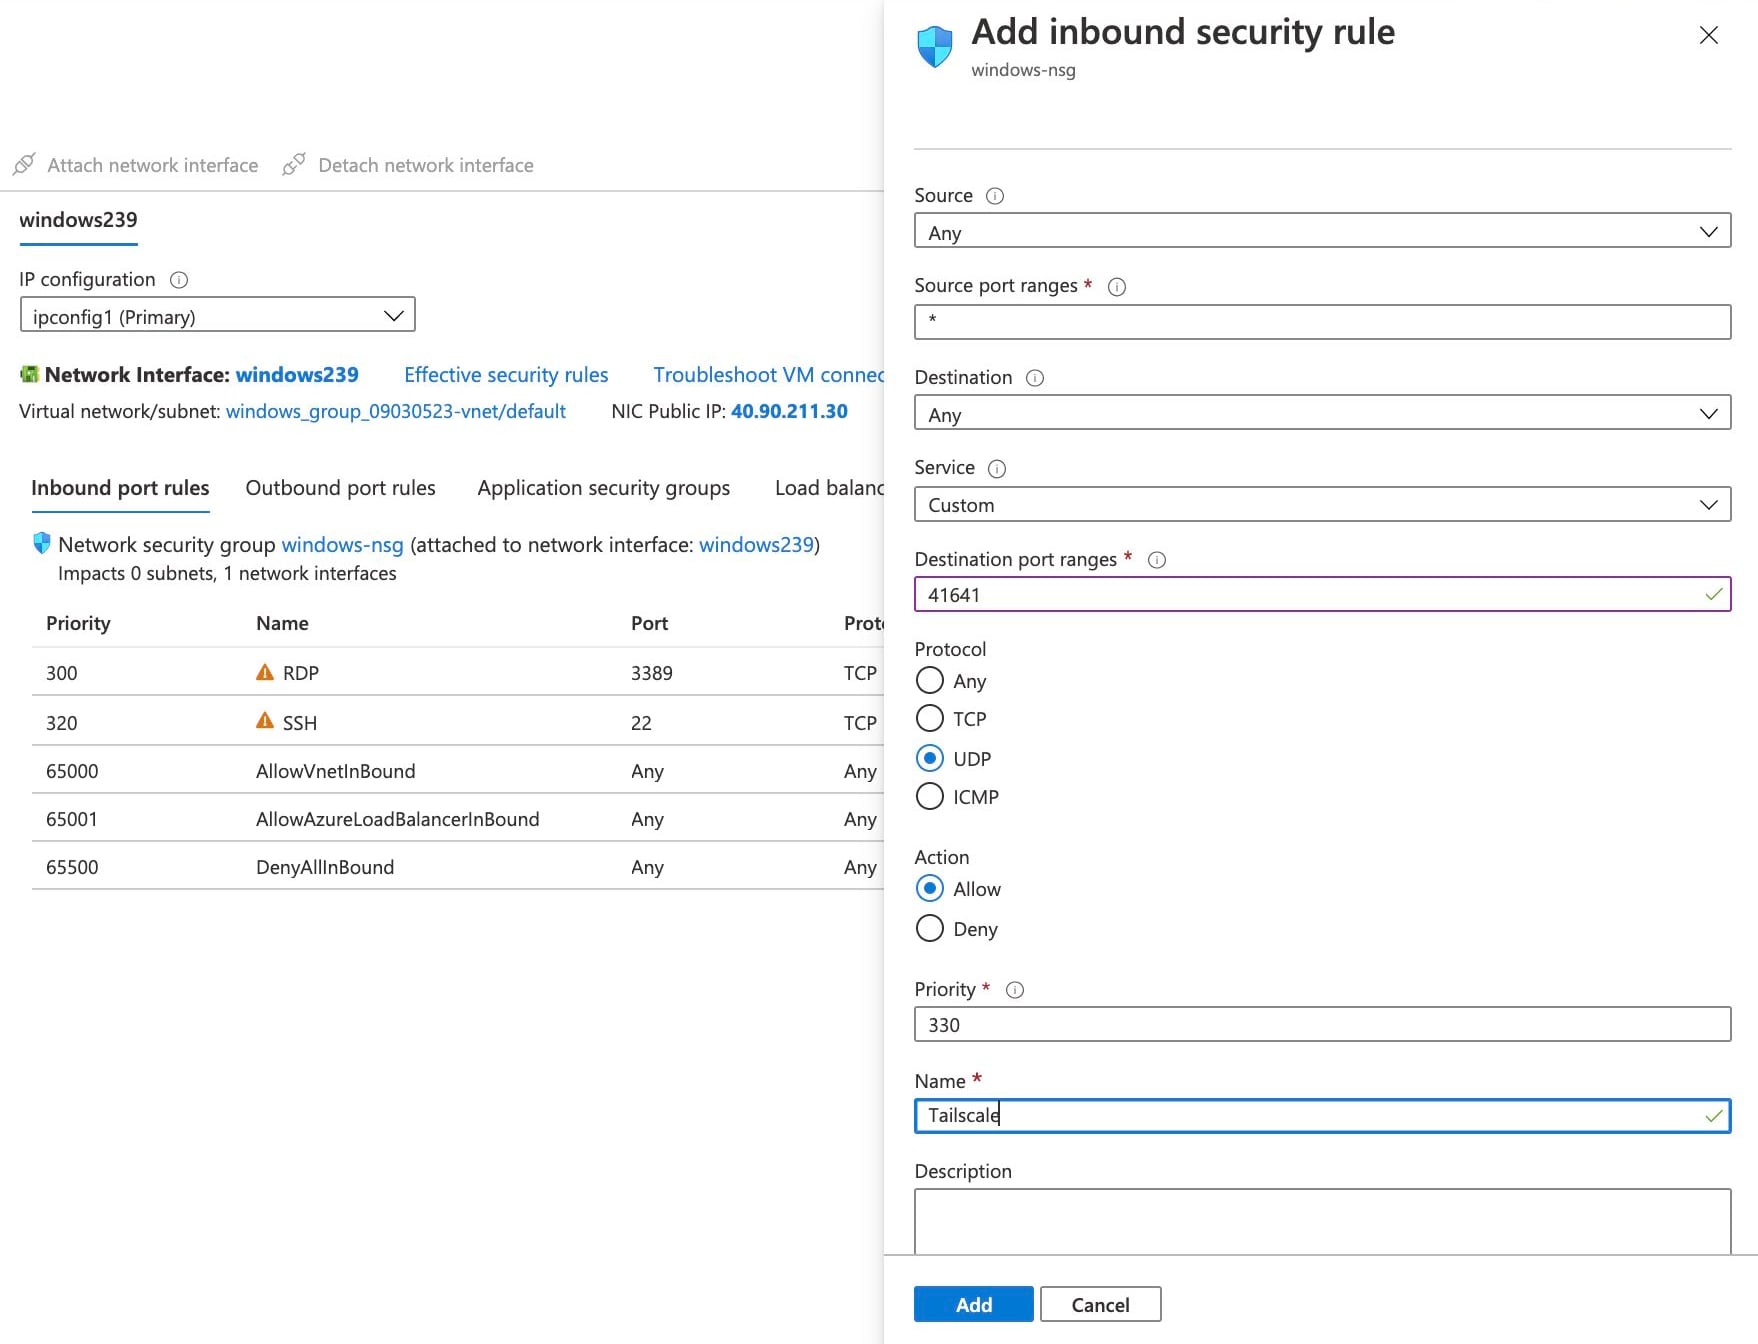 Attach network interface Detach network interface
windows239
IP configuration
ipconfig1 (Primary)
Network Interface: windows239 Effective security rules Troubleshoot VM connec
Virtual network/subnet: windows_group_09030523-vnet/default NIC Public IP: 40.90.211.30
Inbound port rules Outbound port rules Application security groups Load balanc
Network security group windows-nsg (attached to network interface: windows239)
Impacts 0 subnets, 1 network interfaces
Priority Name Port Proto
300 RDP 3389 TCP
320 SSH 22 TCP
65000 AllowVnetInBound Any Any
65001 AllowAzureLoadBalancerInBound Any Any
65500 DenyAllInBound Any Any
Add inbound security rule
windows-nsg
Source
Any
Source port ranges *
*
Destination
Any
Service
Custom
Destination port ranges *
41641
Protocol
Any
TCP
UDP
ICMP
Action
Allow
Deny
Priority *
330
Name *
Tailscale
Description
Add Cancel